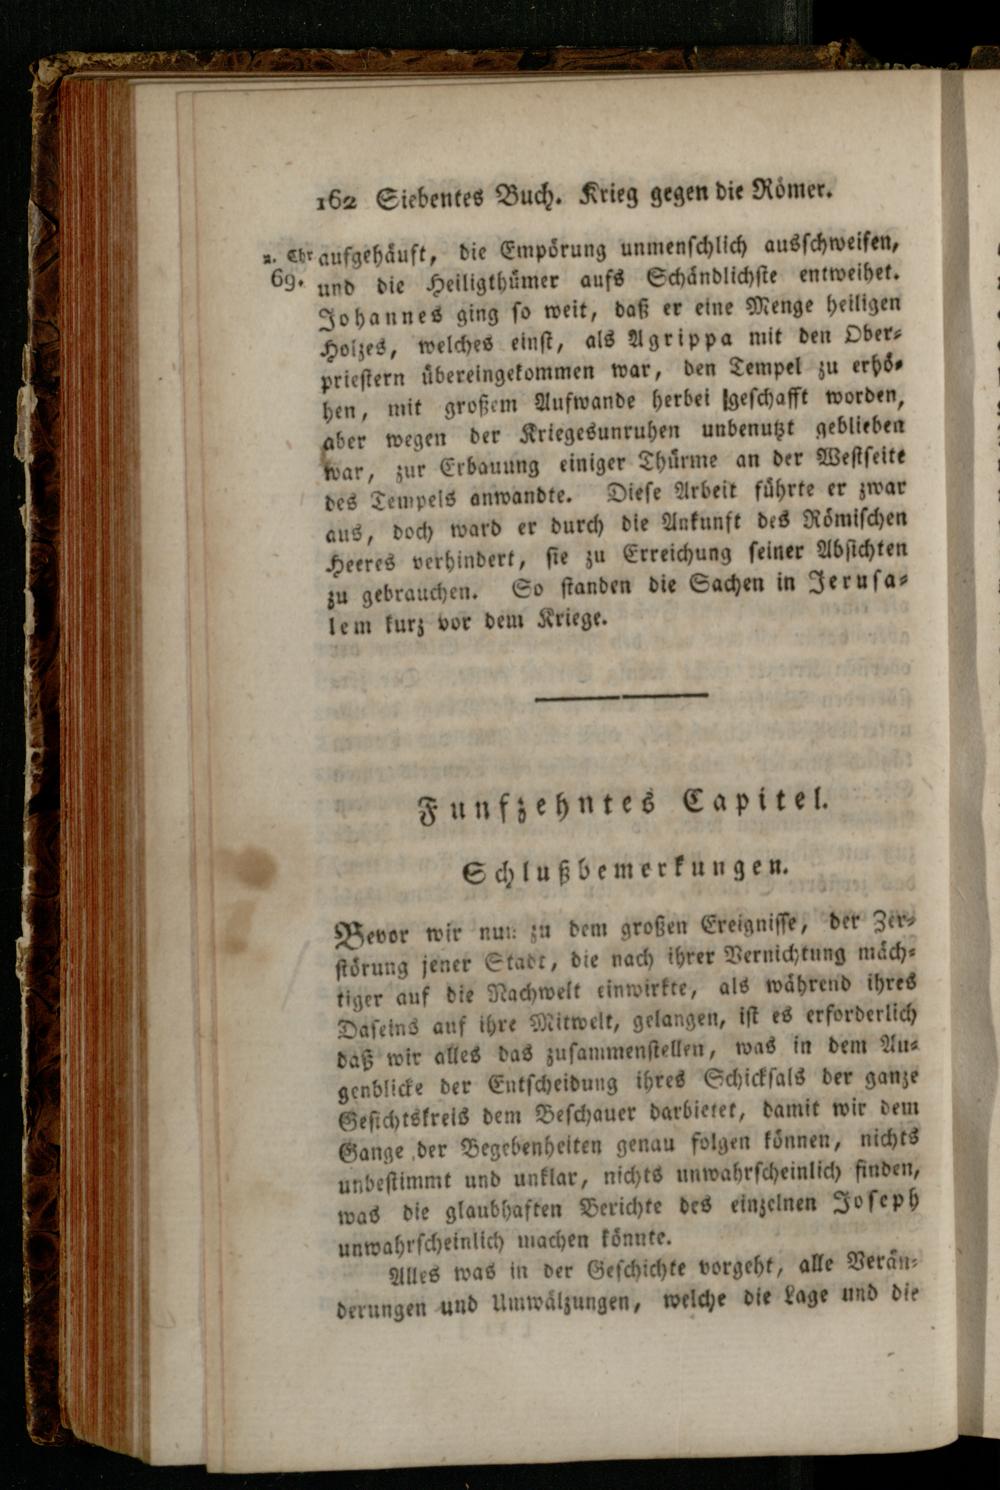 162 Siebentes Buch. Krieg gegen die Römer.
n. Chr aufgehäuft, die Empörung unmenschlich ausschweifen,
69. und die Heiligthümer aufs Schändlichste entweihet.
Johannes ging so weit, daß er eine Menge heiligen
Holzes, welches einst, als Agrippa mit den Ober-
priestern übereingekommen war, den Tempel zu erhö-
hen, mit großem Aufwande herbei geschafft worden,
aber wegen der Kriegesunruhen unbenutzt geblieben
war, zur Erbauung einiger Thürme an der Westseite
des Tempels anwandte. Diese Arbeit führte er zwar
aus, doch ward er durch die Ankunft des Römischen
Heeres verhindert, sie zu Erreichung seiner Absichten
zu gebrauchen. So standen die Sachen in Jerusa-
lem kurz vor dem Kriege.
Funfzehntes Capitel.
Schlußbemerkungen.
Bevor wir nun zu dem großen Ereignisse, der Zer-
störung jener Stadt, die nach ihrer Vernichtung mäch-
tiger auf die Nachwelt einwirkte, als während ihres
Daseins auf ihre Mitwelt, gelangen, ist es erforderlich
daß wir alles das zusammenstellen, was in dem Au-
genblicke der Entscheidung ihres Schicksals der ganze
Gesichtskreis dem Beschauer darbietet, damit wir dem
Gange der Begebenheiten genau folgen können, nichts
unbestimmt und unklar, nichts unwahrscheinlich finden,
was die glaubhaften Berichte des einzelnen Joseph
unwahrscheinlich machen könnte.
Alles was in der Geschichte vorgeht, alle Verän-
derungen und Umwälzungen, welche die Lage und die